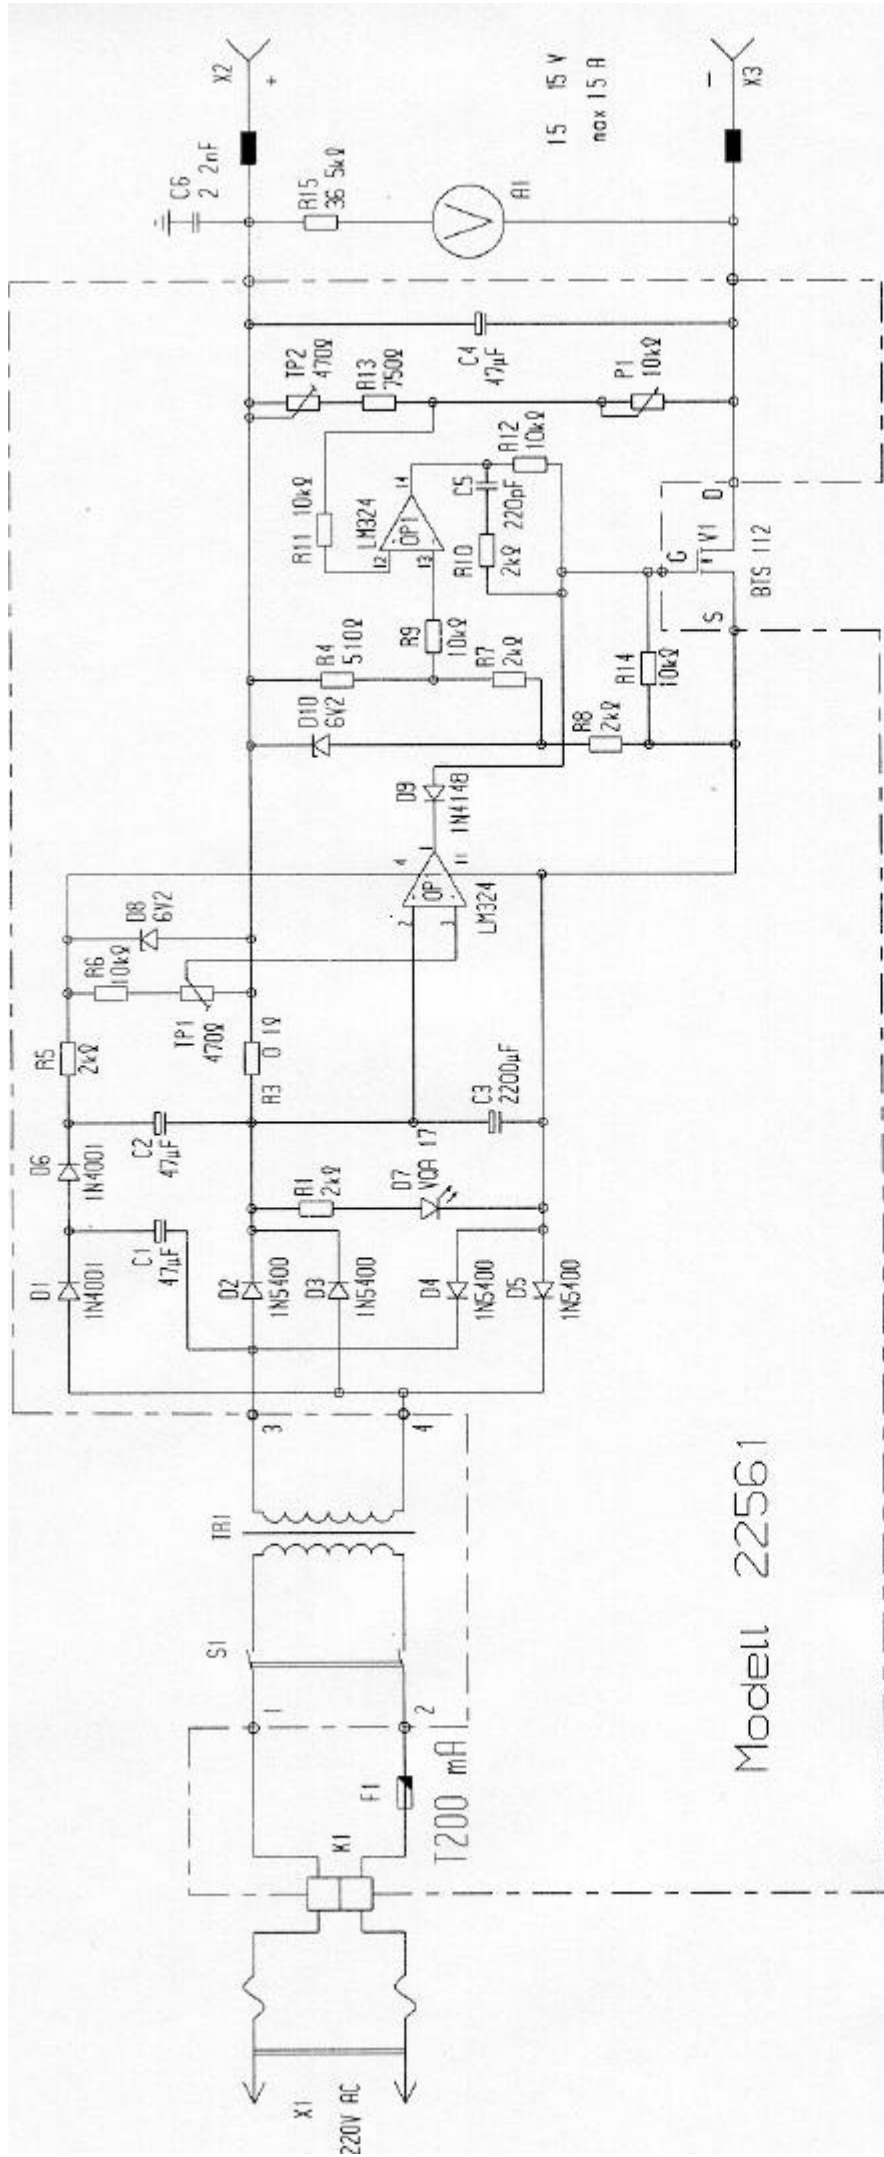 X1
220V AC
K1
F1
T200 mA
1
2
S1
TR1
3
4
D1
1N4001
C1
47µF
D2
1N5400
D3
1N5400
D4
1N5400
D5
1N5400
D6
1N4001
C2
47µF
R1
2kΩ
D7
VQA 17
R5
2kΩ
R3
0 1Ω
C3
2200µF
R6
10kΩ
TP1
470Ω
D8
6V2
2
3
4
1
11
OP
LM324
D9
1N4148
D10
6V2
R4
510Ω
R7
2kΩ
R8
2kΩ
R9
10kΩ
R14
10kΩ
R11
10kΩ
LM324
12
13
14
OP1
R10
2kΩ
C5
220pF
R12
10kΩ
G
S
D
V1
BTS 112
TP2
470Ω
R13
750Ω
P1
10kΩ
C4
47µF
C6
2 2nF
R15
36 5kΩ
V
A1
X2
+
15 15 V
max 15 A
−
X3
Modell 22561